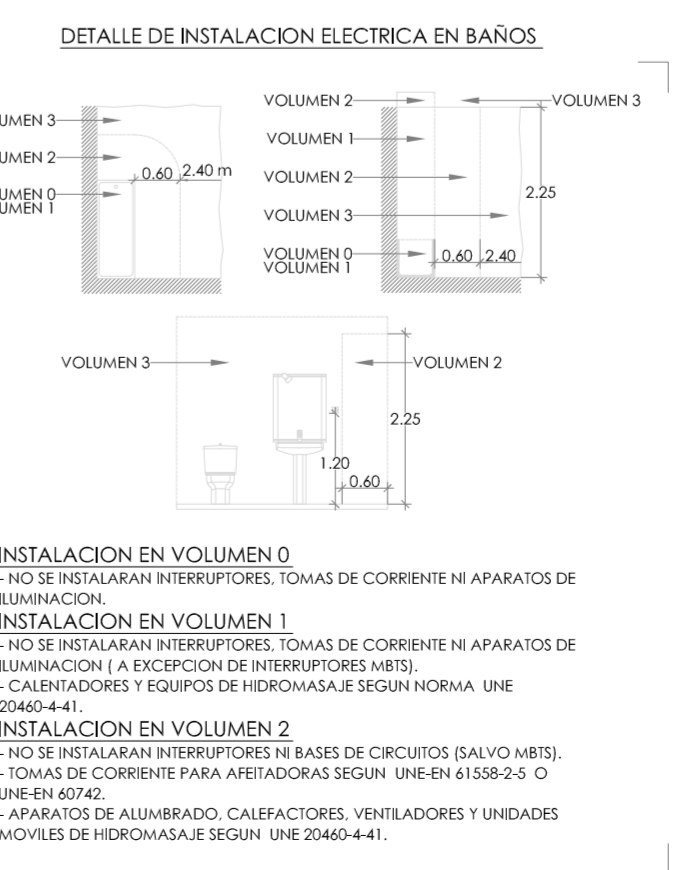 DETALLE DE INSTALACION ELECTRICA EN BAÑOS
VOLUMEN 2
VOLUMEN 3
UMEN 3
VOLUMEN 1
UMEN 2
0.60
2.40 m
VOLUMEN 2
2.25
UMEN 0
UMEN 1
VOLUMEN 3
VOLUMEN 0
VOLUMEN 1
0.60
2.40
VOLUMEN 3
VOLUMEN 2
2.25
1.20
0.60
INSTALACION EN VOLUMEN 0
- NO SE INSTALARAN INTERRUPTORES, TOMAS DE CORRIENTE NI APARATOS DE
ILUMINACION.
INSTALACION EN VOLUMEN 1
- NO SE INSTALARAN INTERRUPTORES, TOMAS DE CORRIENTE NI APARATOS DE
ILUMINACION ( A EXCEPCION DE INTERRUPTORES MBTS).
- CALENTADORES Y EQUIPOS DE HIDROMASAJE SEGUN NORMA UNE
20460-4-41.
INSTALACION EN VOLUMEN 2
- NO SE INSTALARAN INTERRUPTORES NI BASES DE CIRCUITOS (SALVO MBTS).
- TOMAS DE CORRIENTE PARA AFEITADORAS SEGUN UNE-EN 61558-2-5 O
UNE-EN 60742.
- APARATOS DE ALUMBRADO, CALEFACTORES, VENTILADORES Y UNIDADES
MOVILES DE HIDROMASAJE SEGUN UNE 20460-4-41.